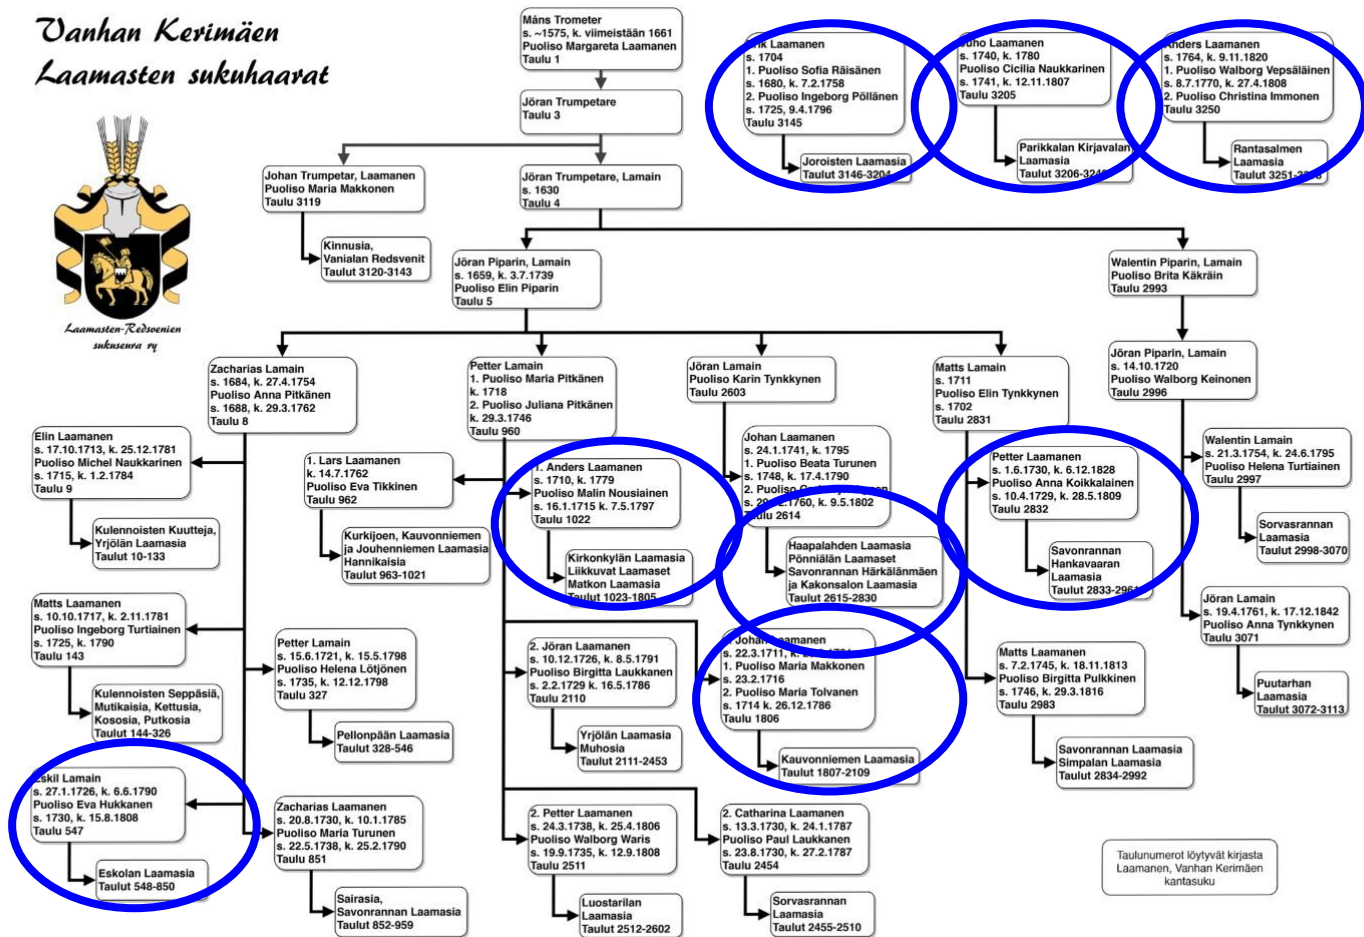 Vanhan Kerimäen
Laamasten sukuhaarat
Laamasten-Redsvenien
sukuseura ry
Måns Trometer
s. ~1575, k. viimeistään 1661
Puoliso Margareta Laamanen
Taulu 1
Jöran Trumpetare
Taulu 3
Johan Trumpetar, Laamanen
Puoliso Maria Makkonen
Taulu 3119
Kinnusia,
Vanialan Redsvenit
Taulut 3120-3143
Jöran Trumpetare, Lamain
s. 1630
Taulu 4
Erik Laamanen
s. 1704
1. Puoliso Sofia Räisänen
s. 1680, k. 7.2.1758
2. Puoliso Ingeborg Pöllänen
s. 1725, 9.4.1796
Taulu 3145
Joroisten Laamasia
Taulut 3146-3204
Juho Laamanen
s. 1740, k. 1780
Puoliso Cicilia Naukkarinen
s. 1741, k. 12.11.1807
Taulu 3205
Parikkalan Kirjavalan
Laamasia
Taulut
Anders Laamanen
s. 1764, k. 9.11.1820
1. Puoliso Walborg Vepsäläinen
s. 8.7.1770, k. 27.4.1808
2. Puoliso Christina Immonen
Taulu 3250
Rantasalmen
Laamasia
Taulut
Jöran Piparin, Lamain
s. 1659, k. 3.7.1739
Puoliso Elin Piparin
Taulu 5
Walentin Piparin, Lamain
Puoliso Brita Käkräin
Taulu 2993
Zacharias Lamain
s. 1684, k. 27.4.1754
Puoliso Anna Pitkänen
s. 1688, k. 29.3.1762
Taulu 8
Petter Lamain
1. Puoliso Maria Pitkänen
k. 1718
2. Puoliso Juliana Pitkänen
k. 29.3.1746
Taulu 960
Jöran Lamain
Puoliso Karin Tynkkynen
Taulu 2603
Matts Lamain
s. 1711
Puoliso Elin Tynkkynen
s. 1702
Taulu 2831
Jöran Piparin, Lamain
s. 14.10.1720
Puoliso Walborg Keinonen
Taulu 2996
Elin Laamanen
s. 17.10.1713, k. 25.12.1781
Puoliso Michel Naukkarinen
s. 1715, k. 1.2.1784
Taulu 9
Kulennoisten Kuutteja,
Yrjölän Laamasia
Taulut 10-133
Matts Laamanen
s. 10.10.1717, k. 2.11.1781
Puoliso Ingeborg Turtiainen
s. 1725, k. 1790
Taulu 143
Kulennoisten Seppäsiä,
Mutikaisia, Kettusia,
Kososia, Putkosia
Taulut 144-326
Eskil Lamain
s. 27.1.1726, k. 6.6.1790
Puoliso Eva Hukkanen
s. 1730, k. 15.8.1808
Taulu 547
Eskolan Laamasia
Taulut 548-850
Petter Lamain
s. 15.6.1721, k. 15.5.1798
Puoliso Helena Lötjönen
s. 1735, k. 12.12.1798
Taulu 327
Pellonpään Laamasia
Taulut 328-546
Zacharias Laamanen
s. 20.8.1730, k. 10.1.1785
Puoliso Maria Turunen
s. 22.5.1738, k. 25.2.1790
Taulu 851
Sairasia,
Savonrannan Laamasia
Taulut 852-959
1. Lars Laamanen
k. 14.7.1762
Puoliso Eva Tikkinen
Taulu 962
Kurkijoen, Kauvonniemen
ja Jouhenniemen Laamasia
Hannikaisia
Taulut 963-1021
1. Anders Laamanen
s. 1710, k. 1779
Puoliso Malin Nousiainen
s. 16.1.1715 k. 7.5.1797
Taulu 1022
Kirkonkylän Laamasia
Liikkuvat Laamaset
Matkon Laamasia
Taulut 1023-1805
2. Jöran Laamanen
s. 10.12.1726, k. 8.5.1791
Puoliso Birgitta Laukkanen
s. 2.2.1729 k. 16.5.1786
Taulu 2110
Yrjölän Laamasia
Muhosia
Taulut 2111-2453
2. Petter Laamanen
s. 24.3.1738, k. 25.4.1806
Puoliso Walborg Waris
s. 19.9.1735, k. 12.9.1808
Taulu 2511
Luostarilan
Laamasia
Taulut 2512-2602
Johan Laamanen
s. 24.1.1741, k. 1795
1. Puoliso Beata Turunen
s. 1748, k. 17.4.1790
2. Puoliso
k. 9.5.1802
Taulu 2614
Haapalahden Laamasia
Pönniälän Laamaset
Savonrannan Härkälänmäen
ja Kakonsalon Laamasia
Taulut 2615-2830
Johan Laamanen
s. 22.3.1711, k.
1. Puoliso Maria Makkonen
s. 23.2.1716
2. Puoliso Maria Tolvanen
s. 1714 k. 26.12.1786
Taulu 1806
Kauvonniemen Laamasia
Taulut 1807-2109
2. Catharina Laamanen
s. 13.3.1730, k. 24.1.1787
Puoliso Paul Laukkanen
s. 23.8.1730, k. 27.2.1787
Taulu 2454
Sorvasrannan
Laamasia
Taulut 2455-2510
Petter Laamanen
s. 1.6.1730, k. 6.12.1828
Puoliso Anna Koikkalainen
s. 10.4.1729, k. 28.5.1809
Taulu 2832
Savonrannan
Hankavaaran
Laamasia
Taulut 2833-2961
Matts Laamanen
s. 7.2.1745, k. 18.11.1813
Puoliso Birgitta Pulkkinen
s. 1746, k. 29.3.1816
Taulu 2983
Savonrannan Laamasia
Simpalan Laamasia
Taulut 2834-2992
Walentin Lamain
s. 21.3.1754, k. 24.6.1795
Puoliso Helena Turtiainen
Taulu 2997
Sorvasrannan
Laamasia
Taulut 2998-3070
Jöran Lamain
s. 19.4.1761, k. 17.12.1842
Puoliso Anna Tynkkynen
Taulu 3071
Puutarhan
Laamasia
Taulut 3072-3113
Taulunumerot löytyvät kirjasta
Laamanen, Vanhan Kerimäen
kantasuku